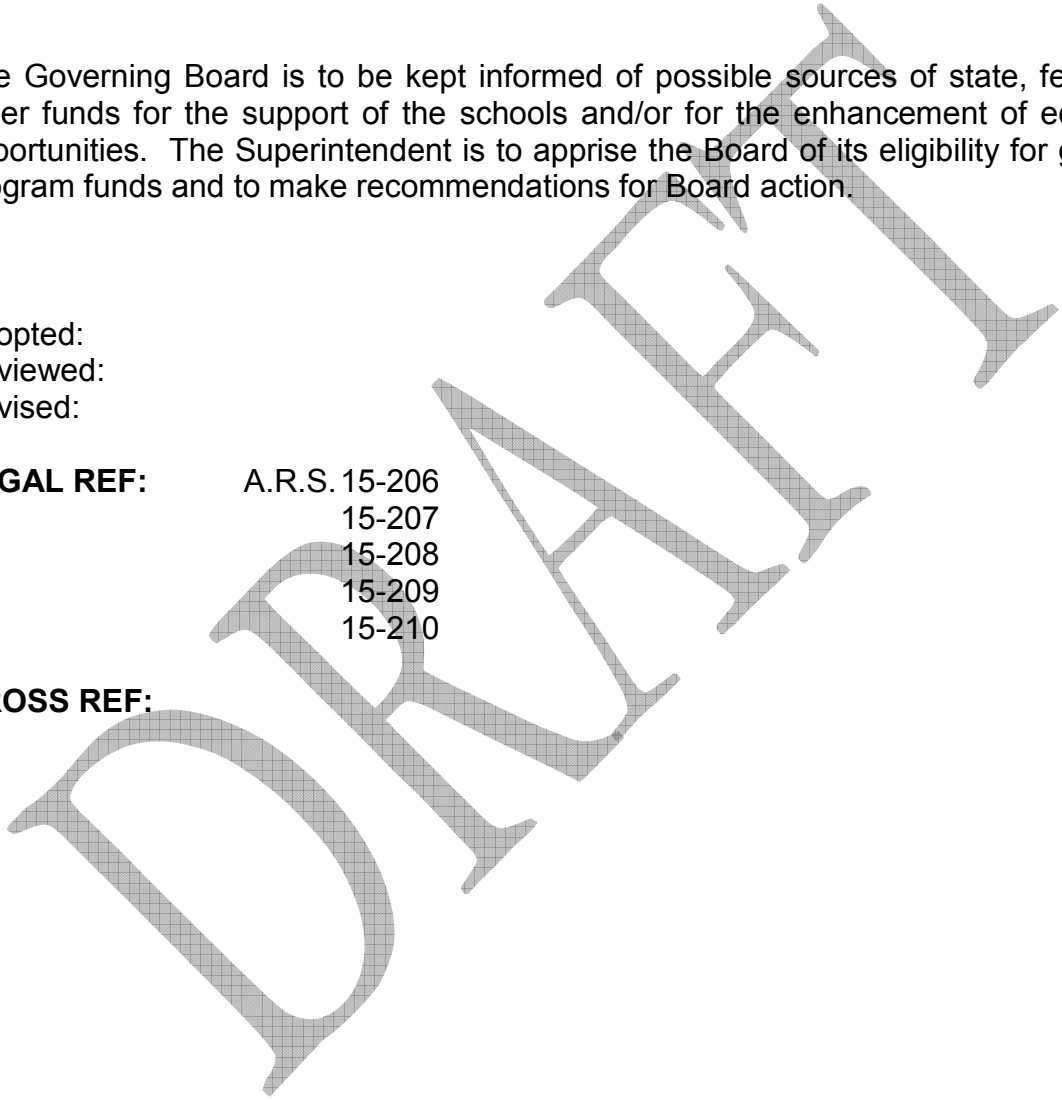 e Governing Board is to be kept informed of possible sources of state, fe
er funds for the support of the schools and/or for the enhancement of e
portunities. The Superintendent is to apprise the Board of its eligibility for g
ogram funds and to make recommendations for Board action.
opted:
viewed:
vised:
GAL REF: A.R.S. 15-206
15-207
15-208
15-209
15-210
ROSS REF:
DRAFT